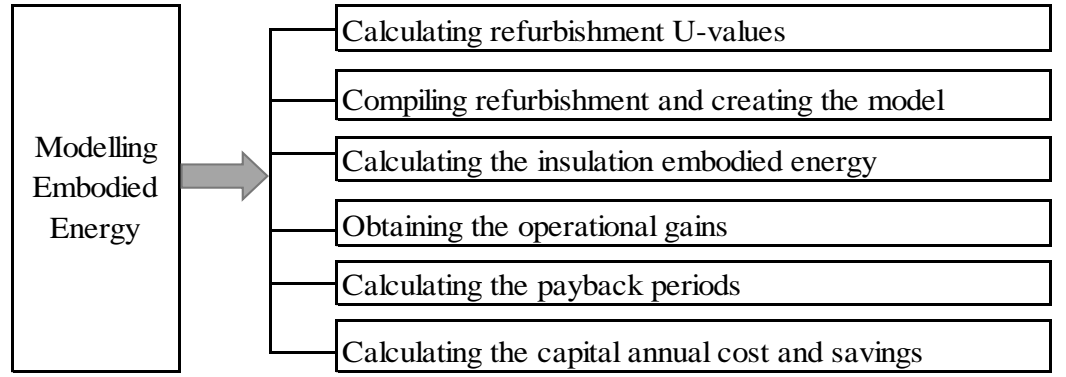 Modelling
Embodied
Energy
Calculating refurbishment U-values
Compiling refurbishment and creating the model
Calculating the insulation embodied energy
Obtaining the operational gains
Calculating the payback periods
Calculating the capital annual cost and savings